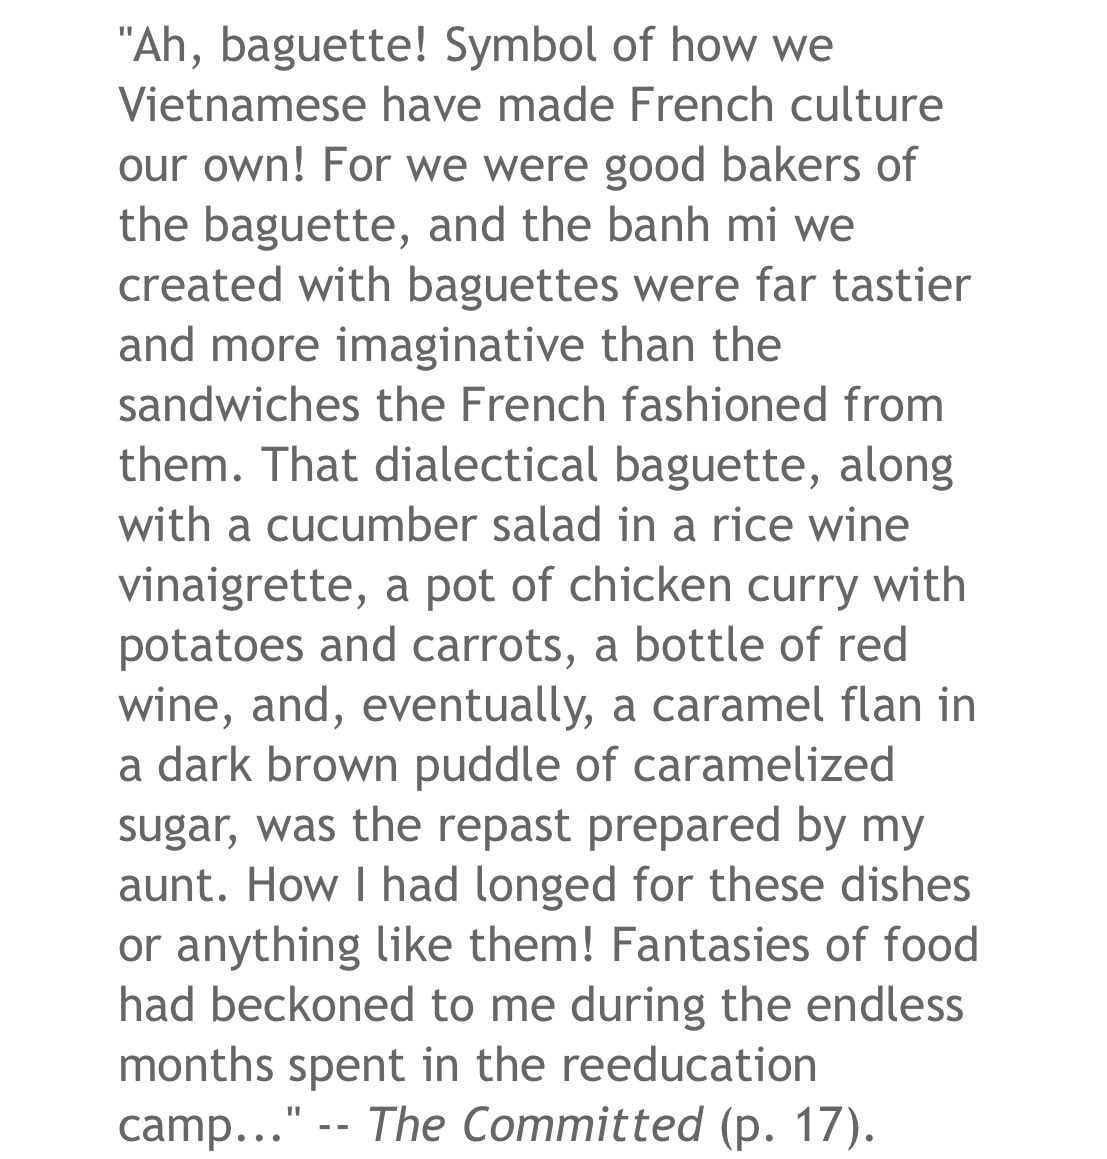 "Ah, baguette! Symbol of how we
Vietnamese have made French culture
our own! For we were good bakers of
the baguette, and the banh mi we
created with baguettes were far tastier
and more imaginative than the
sandwiches the French fashioned from
them. That dialectical baguette, along
with a cucumber salad in a rice wine
vinaigrette, a pot of chicken curry with
potatoes and carrots, a bottle of red
wine, and, eventually, a caramel flan in
a dark brown puddle of caramelized
sugar, was the repast prepared by my
aunt. How I had longed for these dishes
or anything like them! Fantasies of food
had beckoned to me during the endless
months spent in the reeducation
camp..." -- The Committed (p. 17).